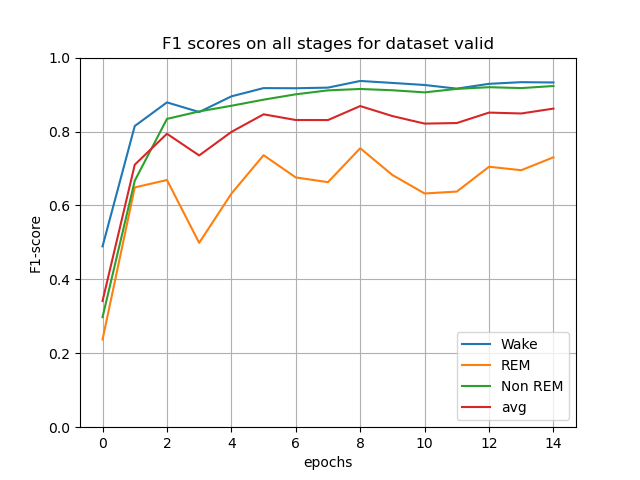 F1 scores on all stages for dataset valid
1.0
0.8
0.6
0.4
0.2
0.0
F1-score
0 2 4 6 8 10 12 14
epochs
Wake
REM
Non REM
avg